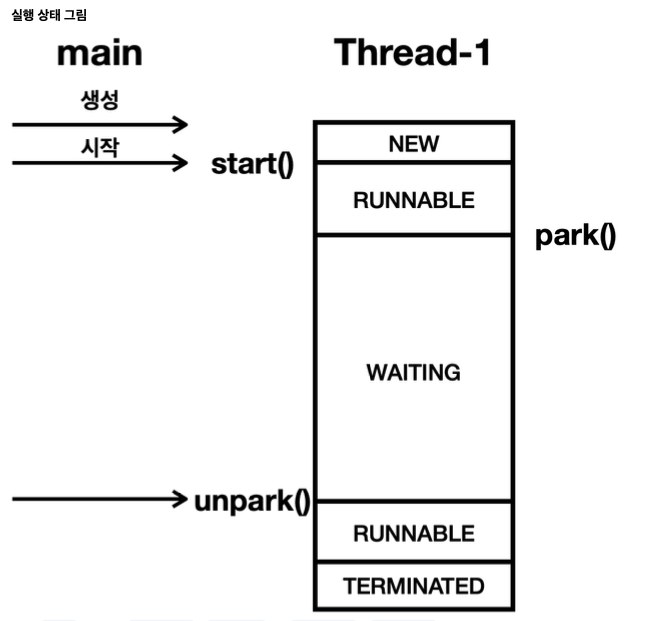 실행 상태 그림
main
Thread-1
생성
시작
start()
NEW
RUNNABLE
park()
WAITING
unpark()
RUNNABLE
TERMINATED